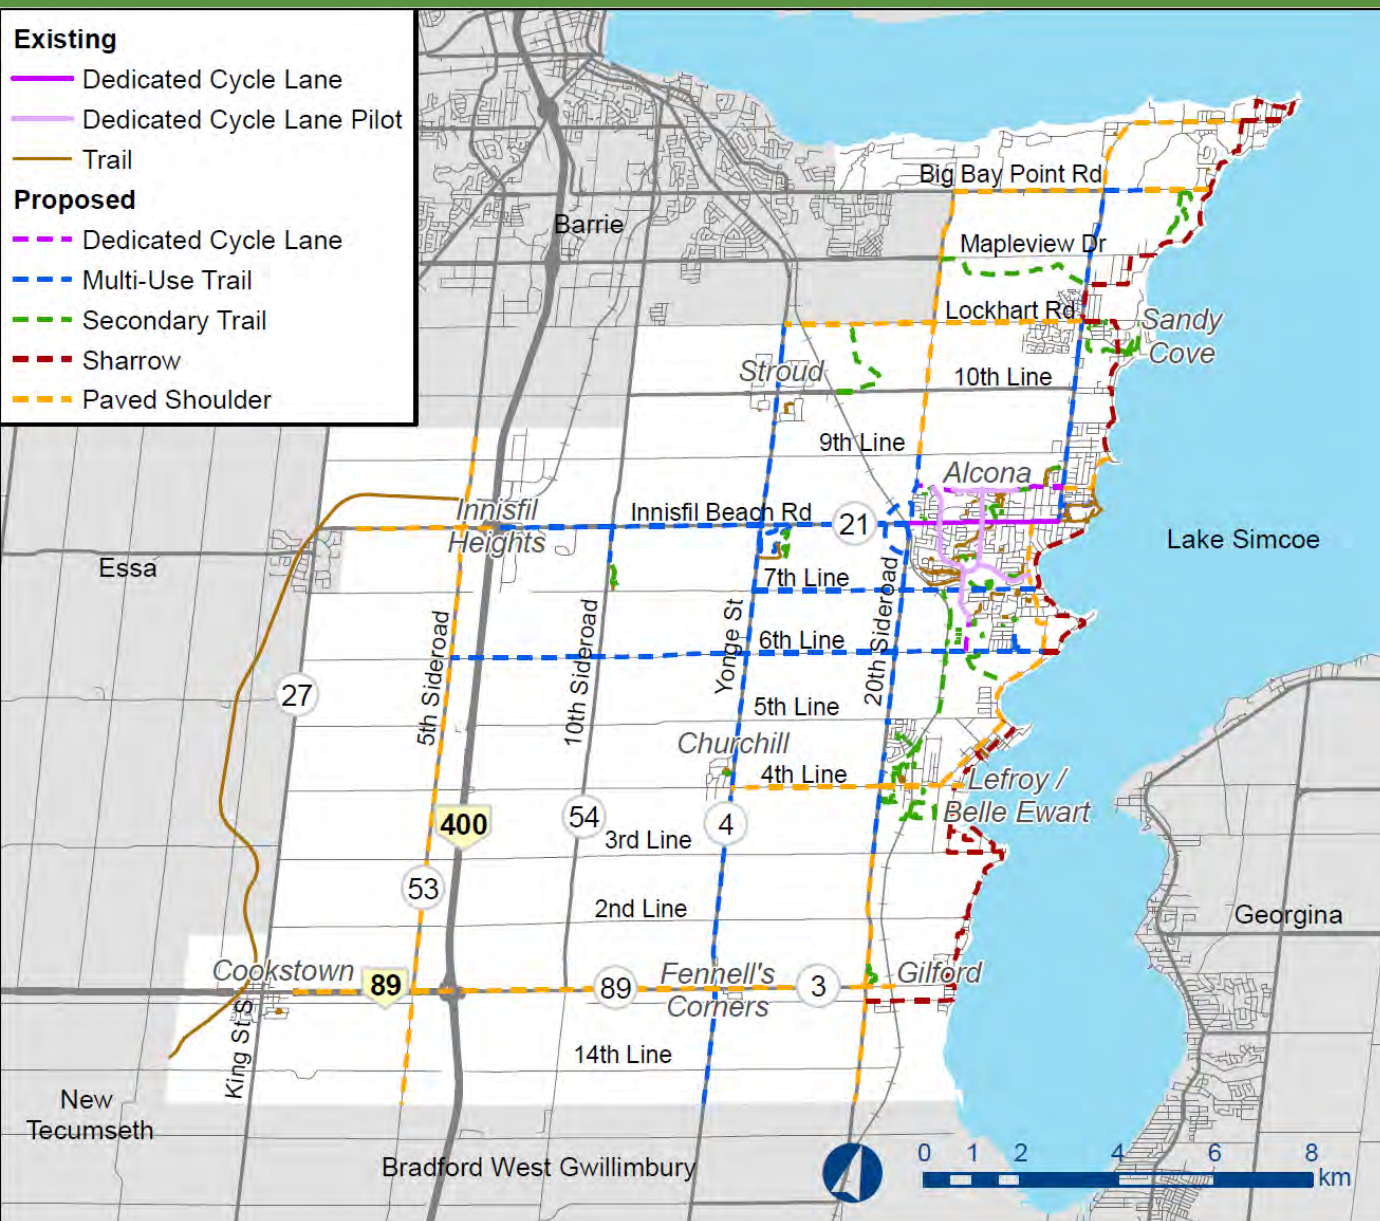 Existing
Dedicated Cycle Lane
Dedicated Cycle Lane Pilot
Trail
Proposed
Dedicated Cycle Lane
Multi-Use Trail
Secondary Trail
Sharrow
Paved Shoulder
Big Bay Point Rd
Barrie
Mapleview Dr
Lockhart Rd
Sandy
Cove
Stroud
10th Line
9th Line
Alcona
Innisfil
Heights
Innisfil Beach Rd
21
Lake Simcoe
Essa
7th Line
20th Sideroad
Yonge St
10th Sideroad
5th Sideroad
6th Line
27
5th Line
Churchill
4th Line
Lefroy /
Belle Ewart
400
54
4
3rd Line
53
2nd Line
Georgina
Cookstown
89
89
Fennell's
Corners
3
Gilford
King St S
14th Line
New
Tecumseth
Bradford West Gwillimbury
0 1 2 4 6 8
km